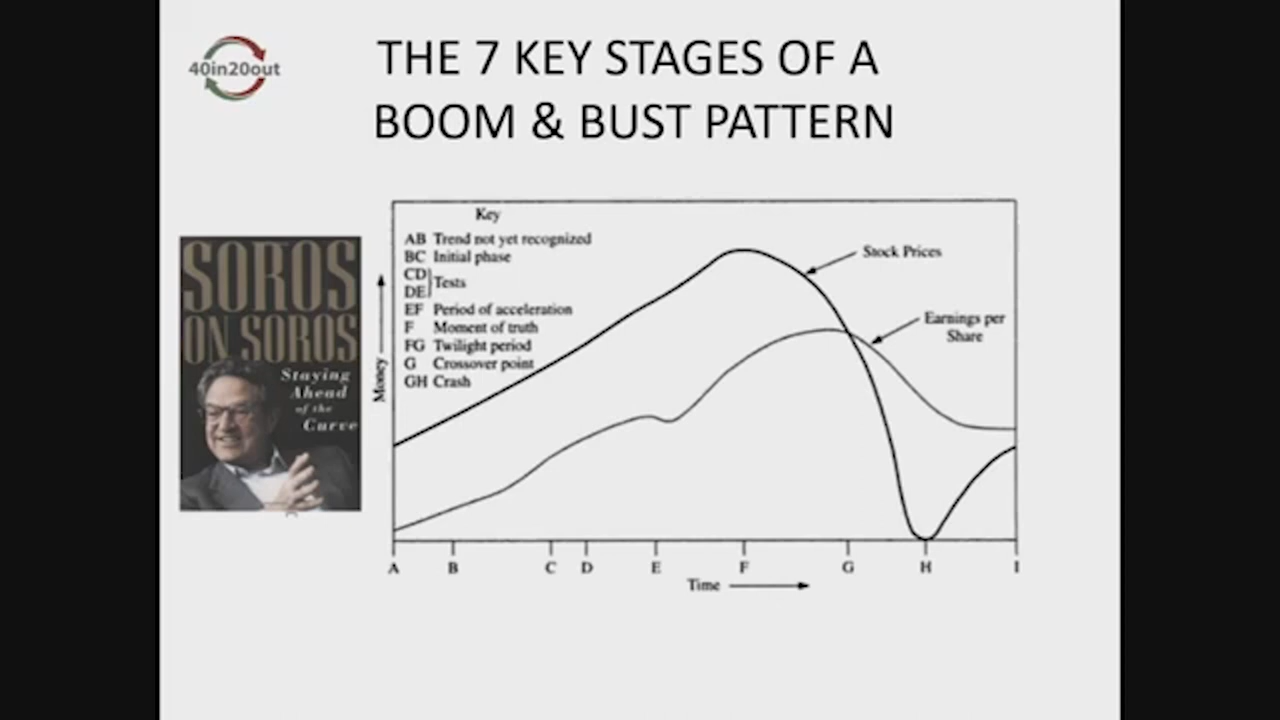 40in20out
THE 7 KEY STAGES OF A
BOOM & BUST PATTERN
SOROS
ON SOROS
Staying
Ahead
of the
Curve
Key
AB Trend not yet recognized
BC Initial phase
CD
DE
Tests
EF Period of acceleration
F Moment of truth
FG Twilight period
G Crossover point
GH Crash
Stock Prices
Earnings per
Share
Money
A B C D E F G H I
Time